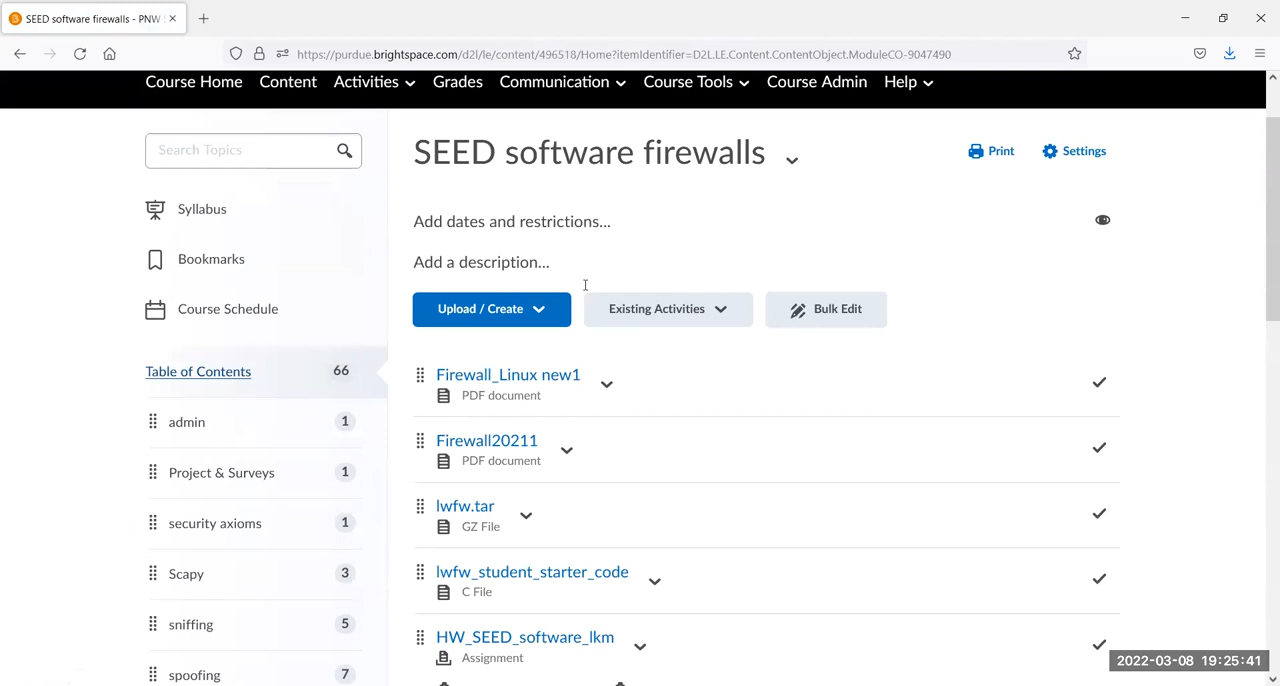 SEED software firewalls - PNW
https://purdue.brightspace.com/d2l/le/content/496518/Home?itemIdentifier=D2L.LE.Content.ContentObject.ModuleCO-9047490
Course Home Content Activities Grades Communication Course Tools Course Admin Help
Search Topics
Syllabus
Bookmarks
Course Schedule
Table of Contents 66
admin 1
Project & Surveys 1
security axioms 1
Scapy 3
sniffing 5
spoofing 7
SEED software firewalls
Print Settings
Add dates and restrictions...
Add a description...
Upload / Create Existing Activities Bulk Edit
Firewall_Linux new1
PDF document
Firewall20211
PDF document
lwfw.tar
GZ File
lwfw_student_starter_code
C File
HW_SEED_software_lkm
Assignment
2022-03-08 19:25:41